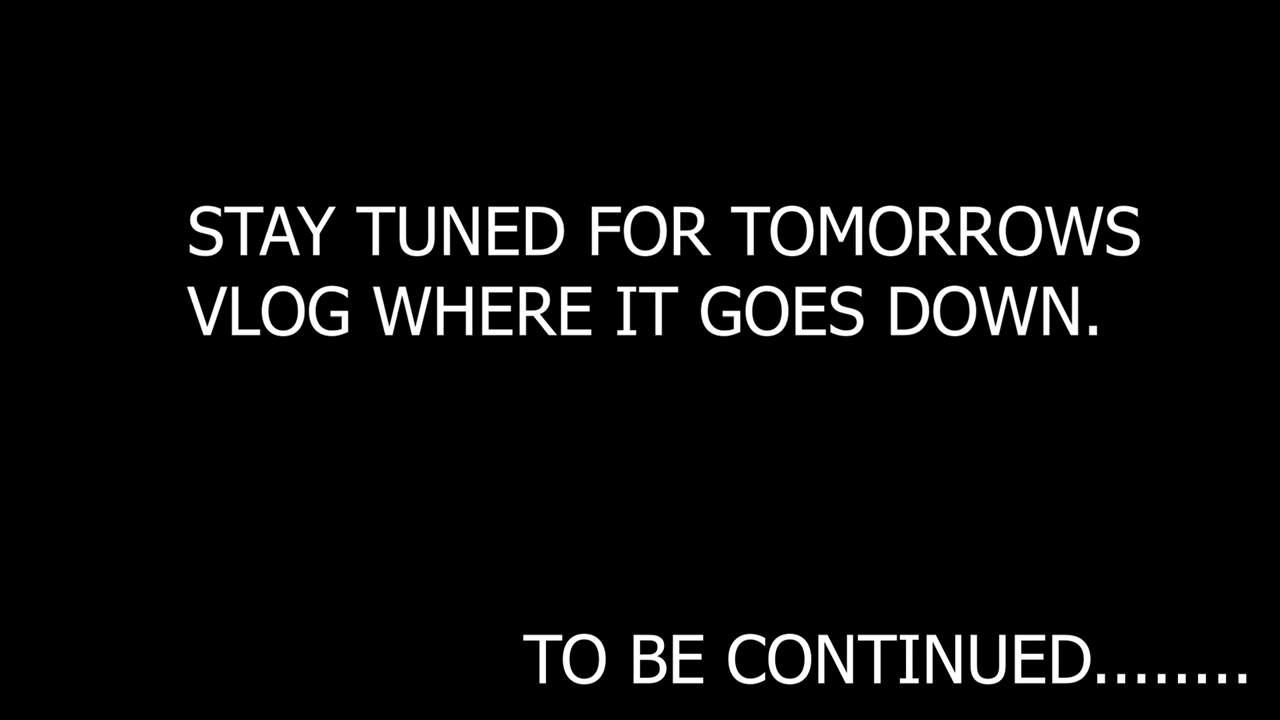 STAY TUNED FOR TOMORROWS
VLOG WHERE IT GOES DOWN.
TO BE CONTINUED........